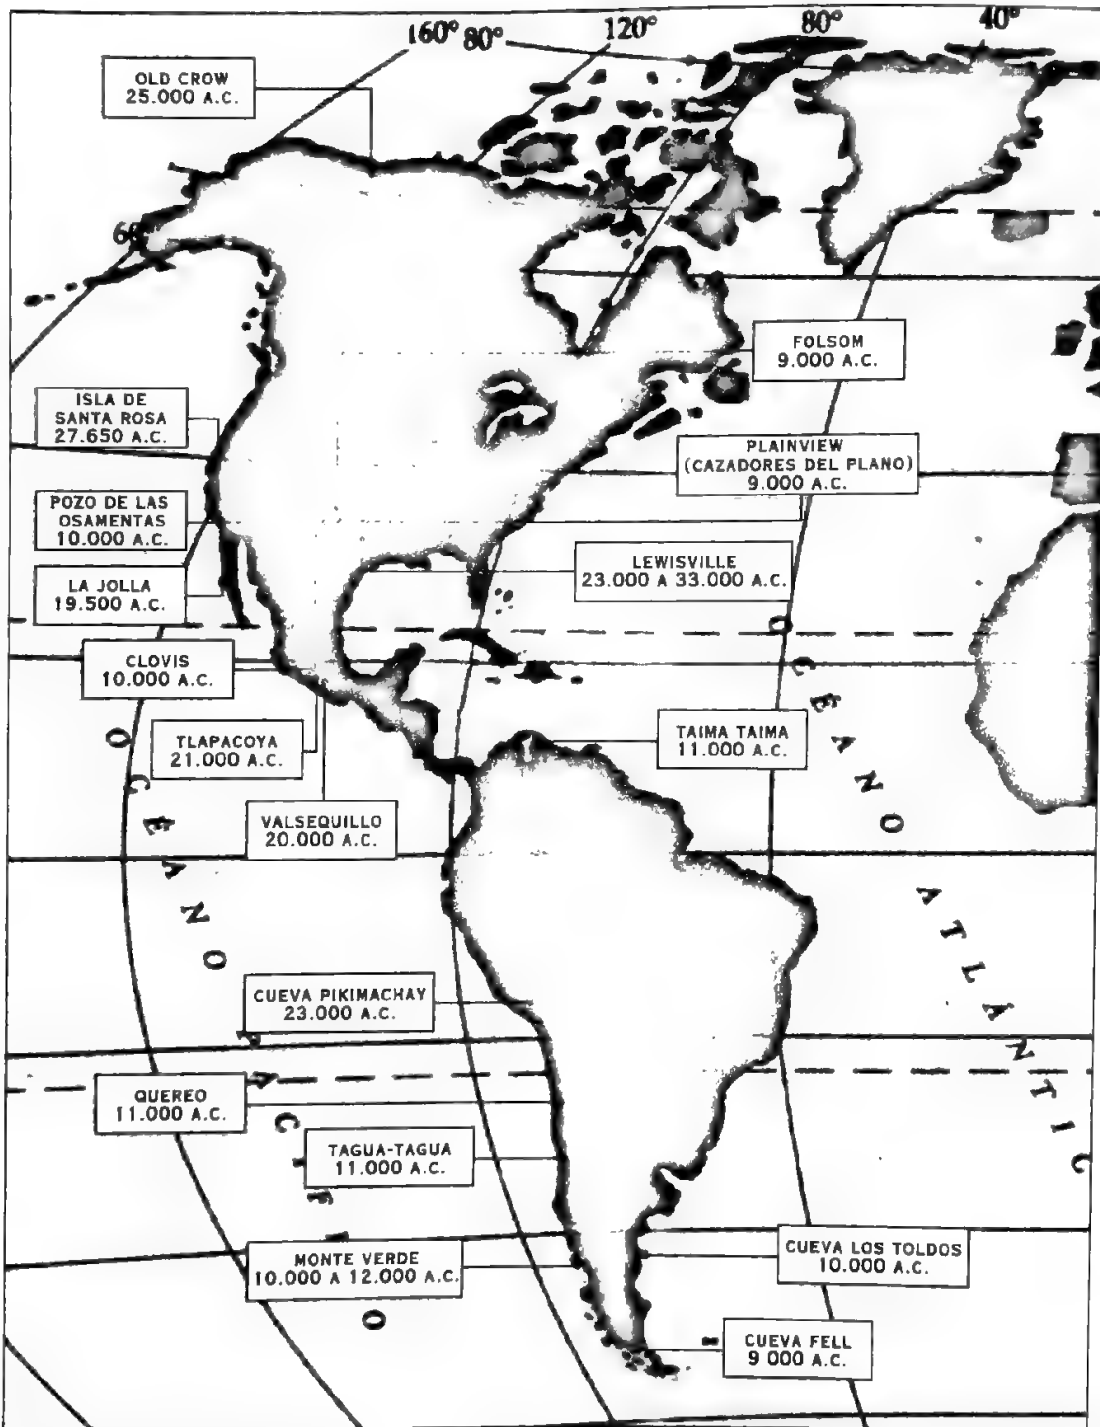 160° 80°
120°
80°
40°
OLD CROW
25.000 A.C.
FOLSOM
9.000 A.C.
ISLA DE
SANTA ROSA
27.650 A.C.
PLAINVIEW
(CAZADORES DEL PLANO)
9.000 A.C.
POZO DE LAS
OSAMENTAS
10.000 A.C.
LEWISVILLE
23.000 A 33.000 A.C.
LA JOLLA
19.500 A.C.
CLOVIS
10.000 A.C.
TLAPACOYA
21.000 A.C.
TAIMA TAIMA
11.000 A.C.
VALSEQUILLO
20.000 A.C.
OCÉANO ATLÁNTIC
OCEANO PACIFIO
CUEVA PIKIMACHAY
23.000 A.C.
QUEREO
11.000 A.C.
TAGUA-TAGUA
11.000 A.C.
MONTE VERDE
10.000 A 12.000 A.C.
CUEVA LOS TOLDOS
10.000 A.C.
CUEVA FELL
9 000 A.C.